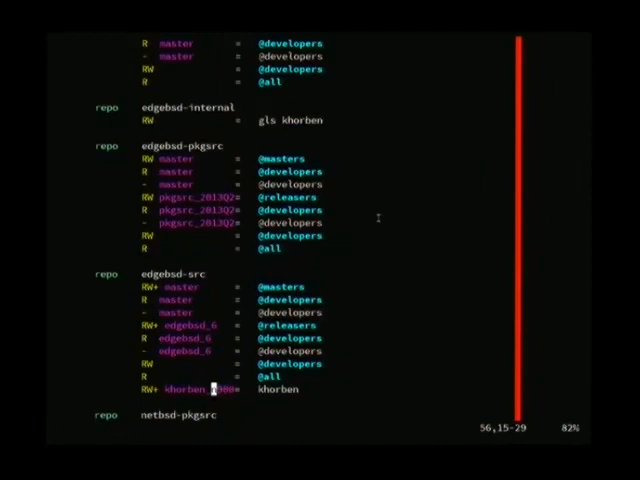 R master = @developers
- master = @developers
RW = @developers
R = @all
repo edgebsd-internal
RW = gls khorben
repo edgebsd-pkgsrc
RW master = @masters
R master = @developers
- master = @developers
RW pkgsrc_2013Q2= @releasers
R pkgsrc_2013Q2= @developers
- pkgsrc_2013Q2= @developers
RW = @developers
R = @all
repo edgebsd-src
RW+ master = @masters
R master = @developers
- master = @developers
RW+ edgebsd_6 = @releasers
R edgebsd_6 = @developers
- edgebsd_6 = @developers
RW = @developers
R = @all
RW+ khorben_n900= khorben
repo netbsd-pkgsrc
56,15-29 82%